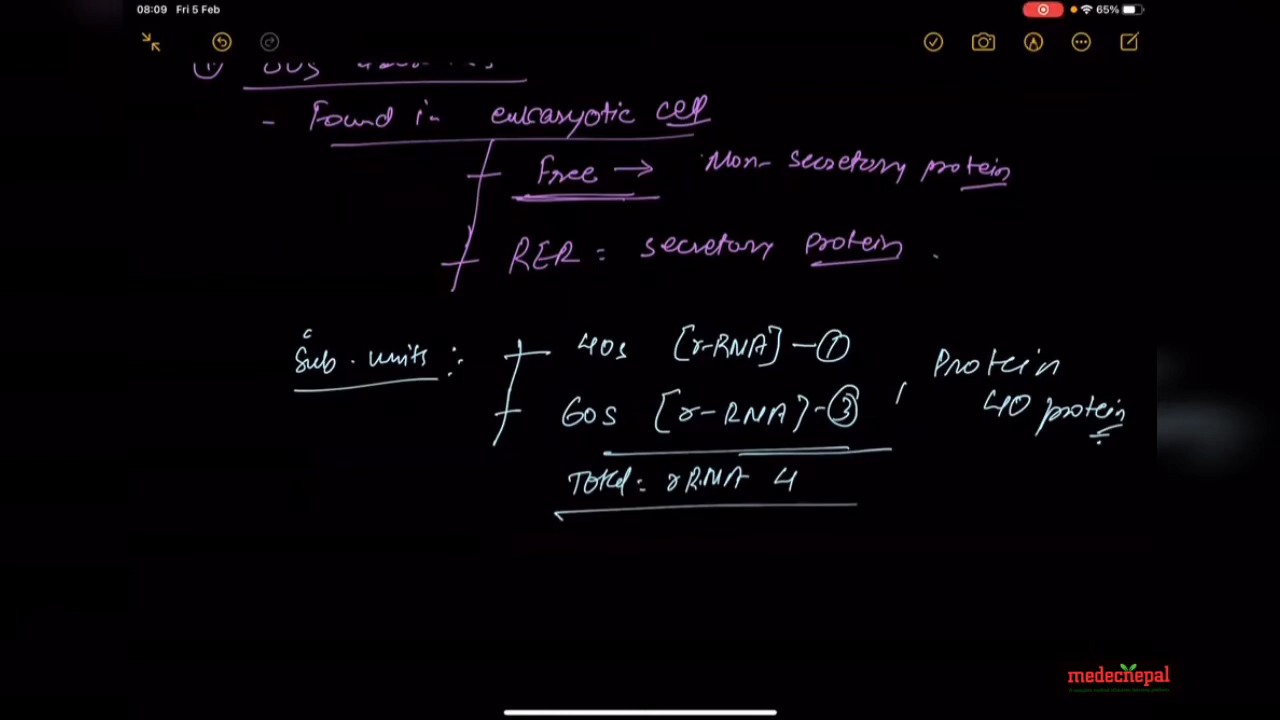 08:09 Fri 5 Feb
65%
①
- Found in eukaryotic cell
Free → Non-secretory protein
RER = secretory protein .
Sub-units : 40s [r-RNA] - ①
60s [r-RNA] - ③ , Protein
40 protein
Total: rRNA 4
medecnepal